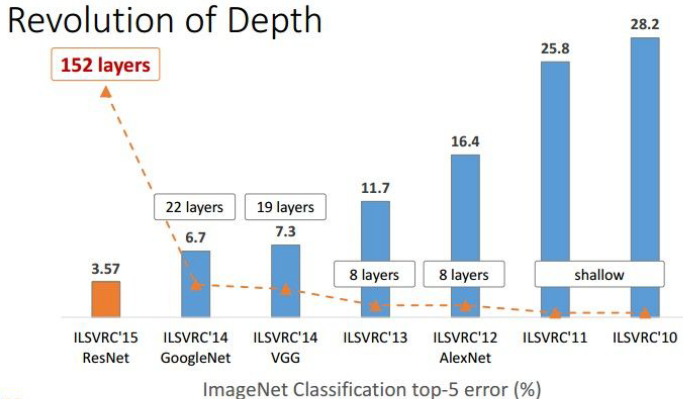 Revolution of Depth
28.2
25.8
152 layers
16.4
11.7
22 layers
19 layers
6.7
7.3
3.57
8 layers
8 layers
shallow
ILSVRC'15
ResNet
ILSVRC'14
GoogleNet
ILSVRC'14
VGG
ILSVRC'13
ILSVRC'12
AlexNet
ILSVRC'11
ILSVRC'10
ImageNet Classification top-5 error (%)